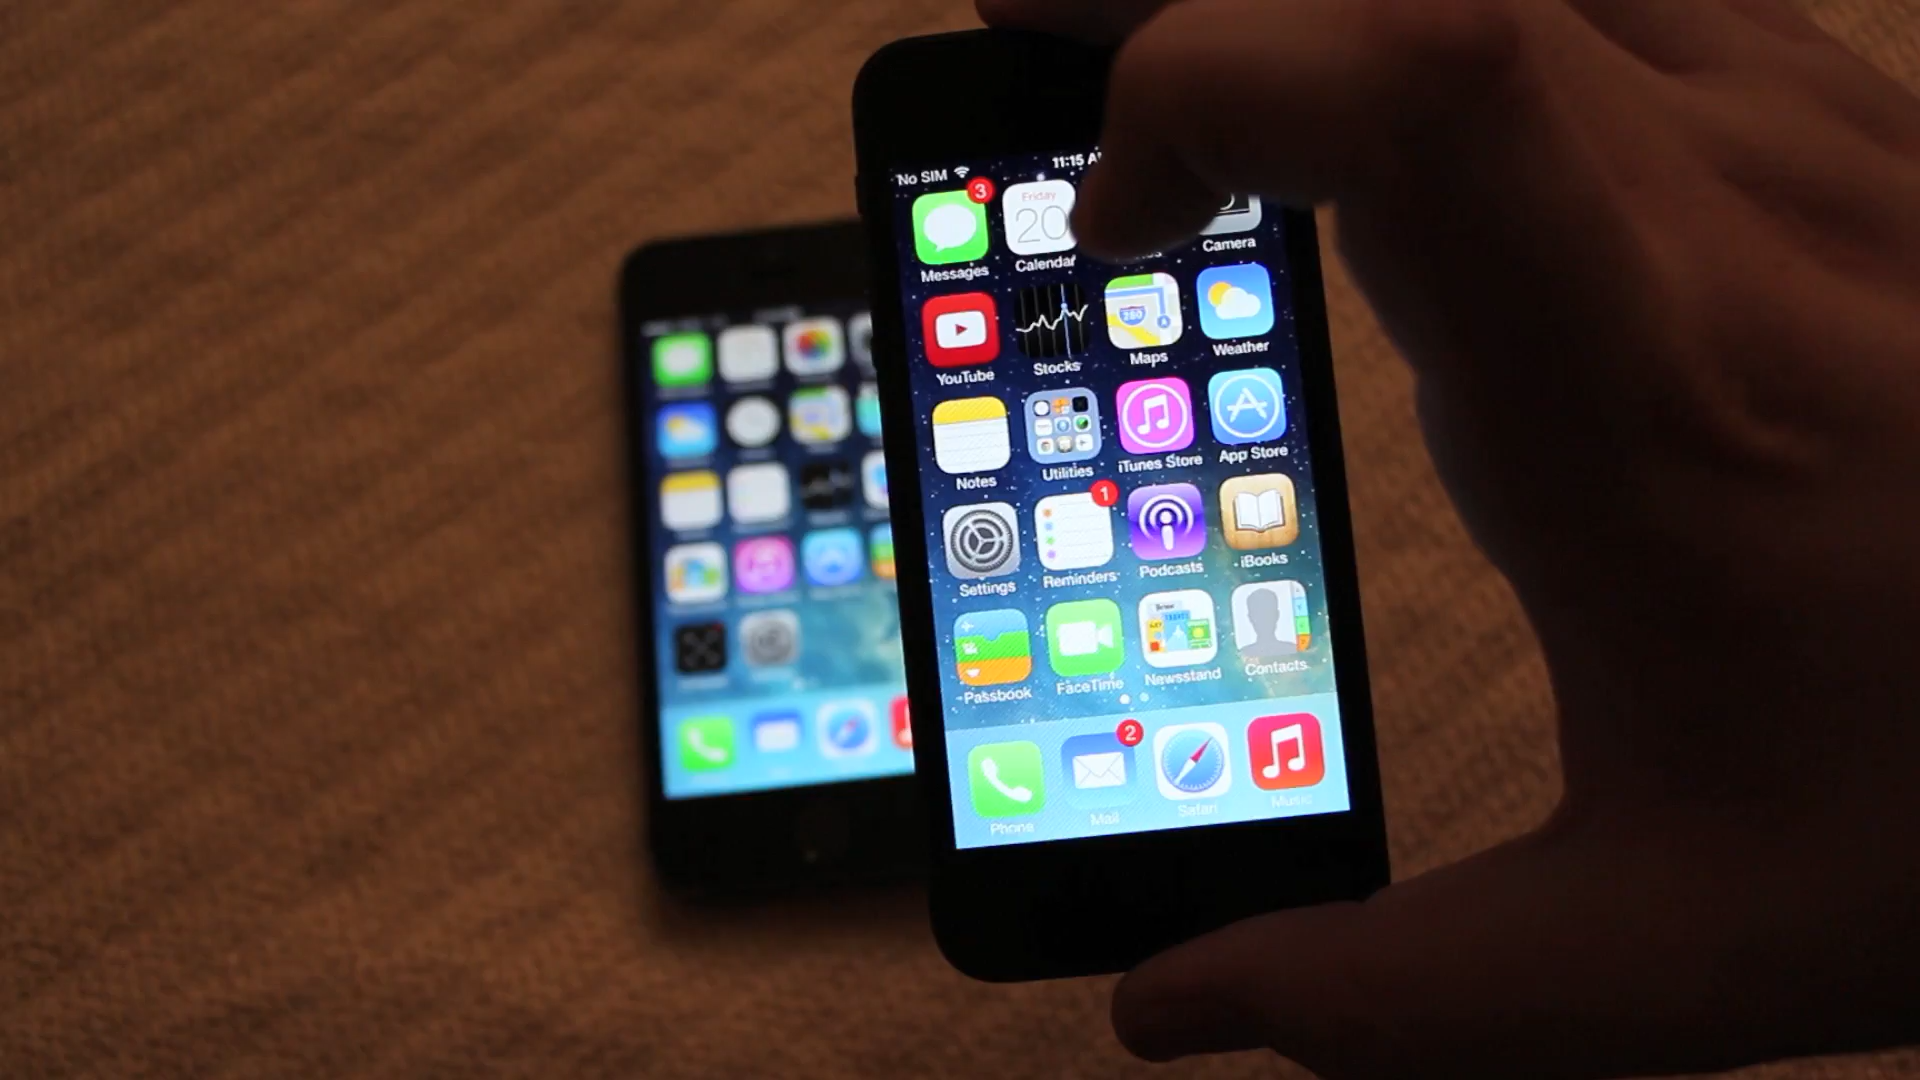 No SIM 11:15 A
3
Friday
20
Messages Calendar Camera
280
YouTube Stocks Maps Weather
Notes Utilities iTunes Store App Store
1
Settings Reminders Podcasts iBooks
Passbook FaceTime Newsstand Contacts
2
Phone Mail Safari Music